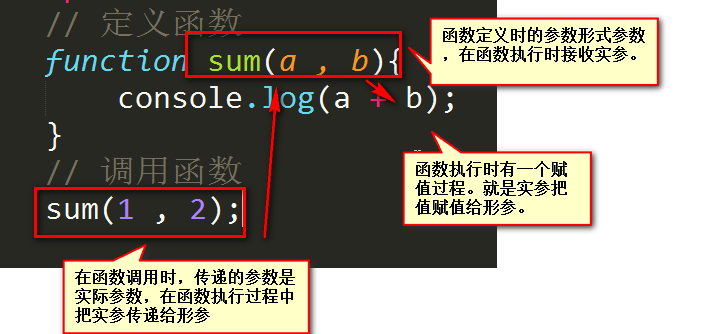 // 定义函数
function sum(a , b){
console.log(a + b);
}
// 调用函数
sum(1 , 2);
函数定义时的参数形式参数
，在函数执行时接收实参。
函数执行时有一个赋
值过程。就是实参把
值赋值给形参。
在函数调用时，传递的参数是
实际参数，在函数执行过程中
把实参传递给形参